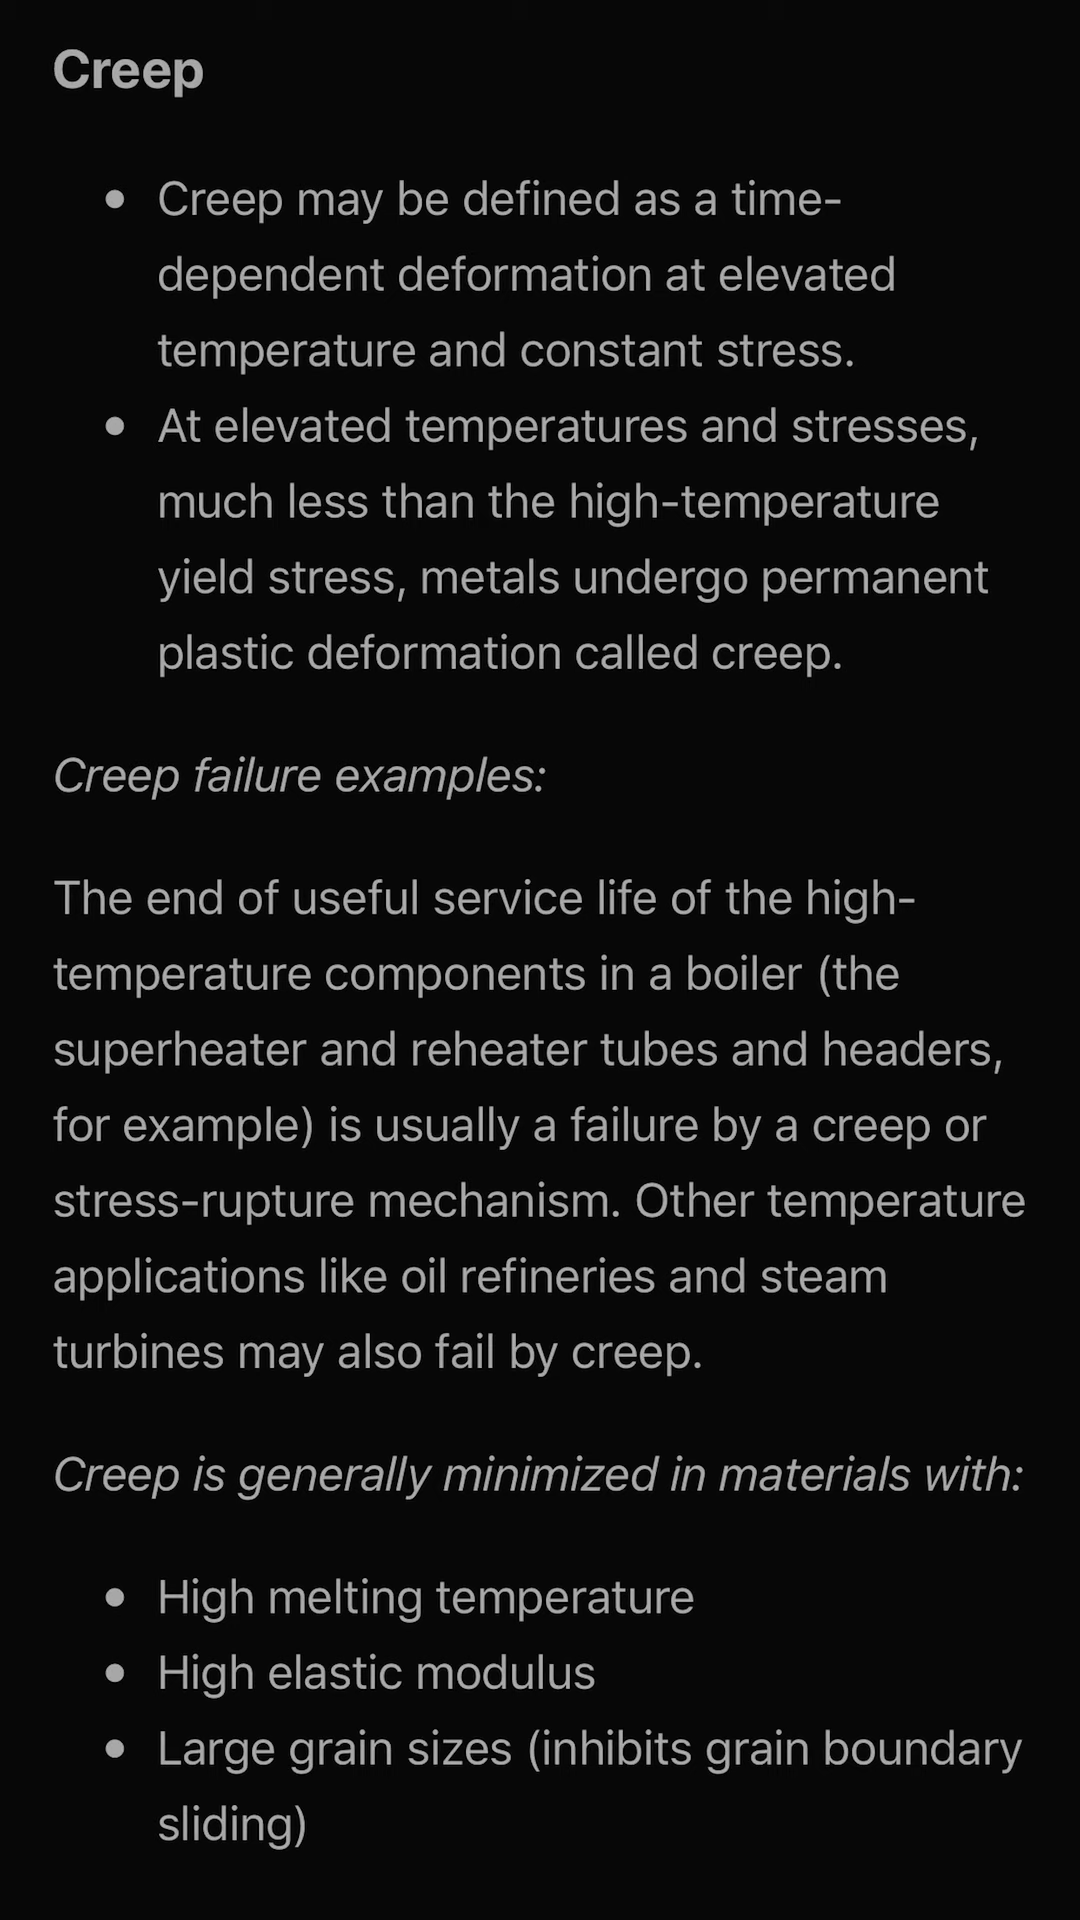 Creep
• Creep may be defined as a time-
dependent deformation at elevated
temperature and constant stress.
• At elevated temperatures and stresses,
much less than the high-temperature
yield stress, metals undergo permanent
plastic deformation called creep.
Creep failure examples:
The end of useful service life of the high-
temperature components in a boiler (the
superheater and reheater tubes and headers,
for example) is usually a failure by a creep or
stress-rupture mechanism. Other temperature
applications like oil refineries and steam
turbines may also fail by creep.
Creep is generally minimized in materials with:
• High melting temperature
• High elastic modulus
• Large grain sizes (inhibits grain boundary
sliding)